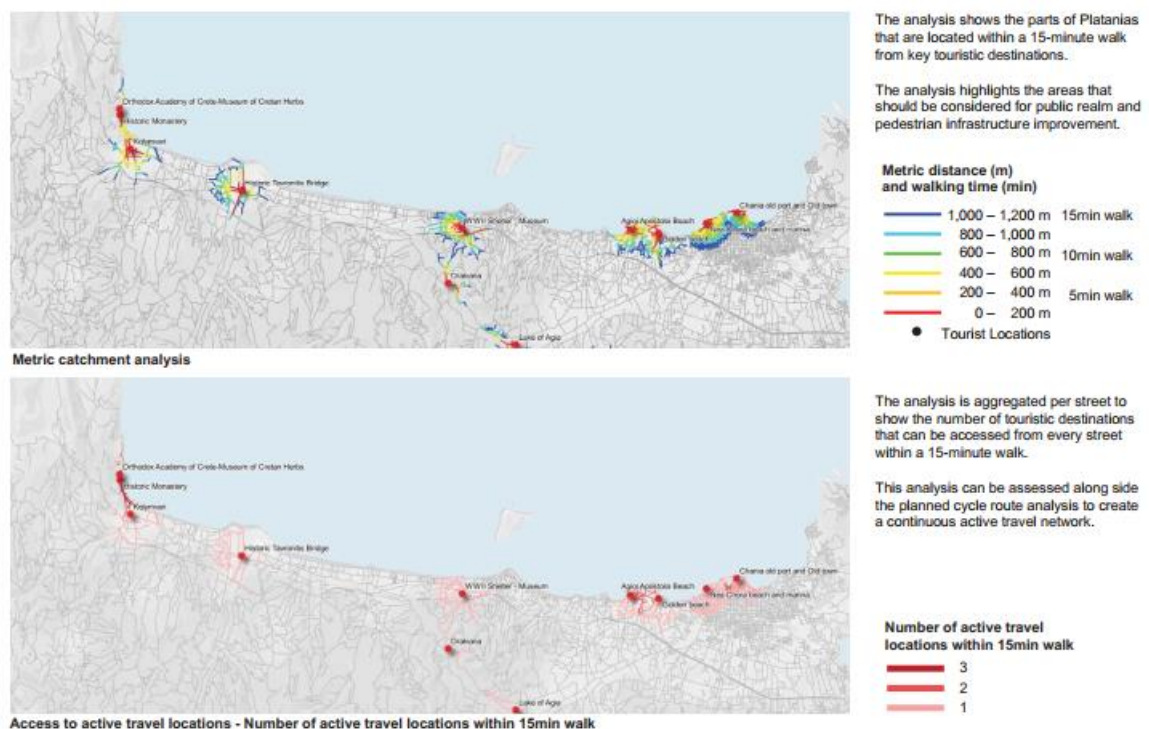 The analysis shows the parts of Platanias
that are located within a 15-minute walk
from key touristic destinations.
The analysis highlights the areas that
should be considered for public realm and
pedestrian infrastructure improvement.
Metric distance (m)
and walking time (min)
1,000 – 1,200 m 15min walk
800 – 1,000 m
600 – 800 m 10min walk
400 – 600 m
200 – 400 m 5min walk
0 – 200 m
Tourist Locations
Orthodox Academy of Crete-Museum of Cretan Herbs
Historic Monastery
Kolymvari
Historic Tavronitis Bridge
WWII Shelter - Museum
Agioi Apostoloi Beach
Golden beach
Chania old port and Old town
Nea Chora beach and marina
Lake of Agia
Metric catchment analysis
The analysis is aggregated per street to
show the number of touristic destinations
that can be accessed from every street
within a 15-minute walk.
This analysis can be assessed along side
the planned cycle route analysis to create
a continuous active travel network.
Orthodox Academy of Crete-Museum of Cretan Herbs
Historic Monastery
Kolymvari
Historic Tavronitis Bridge
WWII Shelter - Museum
Agioi Apostoloi Beach
Golden beach
Chania old port and Old town
Nea Chora beach and marina
Lake of Agia
Number of active travel
locations within 15min walk
3
2
1
Access to active travel locations - Number of active travel locations within 15min walk